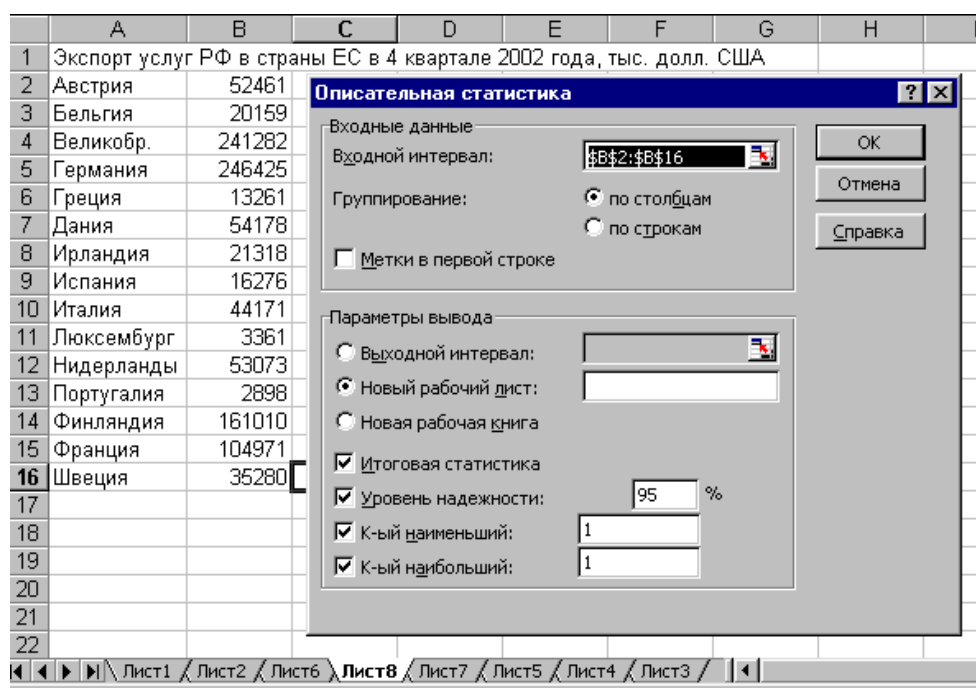 A B C D E F G H
1 Экспорт услуг РФ в страны ЕС в 4 квартале 2002 года, тыс. долл. США
2 Австрия 52461
3 Бельгия 20159
4 Великобр. 241282
5 Германия 246425
6 Греция 13261
7 Дания 54178
8 Ирландия 21318
9 Испания 16276
10 Италия 44171
11 Люксембург 3361
12 Нидерланды 53073
13 Португалия 2898
14 Финляндия 161010
15 Франция 104971
16 Швеция 35280
17
18
19
20
21
22
Описательная статистика
Входные данные
Входной интервал: $B$2:$B$16
Группирование: по столбцам
по строкам
Метки в первой строке
Параметры вывода
Выходной интервал:
Новый рабочий лист:
Новая рабочая книга
Итоговая статистика
Уровень надежности: 95 %
К-ый наименьший: 1
К-ый наибольший: 1
ОК
Отмена
Справка
Лист1 Лист2 Лист6 Лист8 Лист7 Лист5 Лист4 Лист3